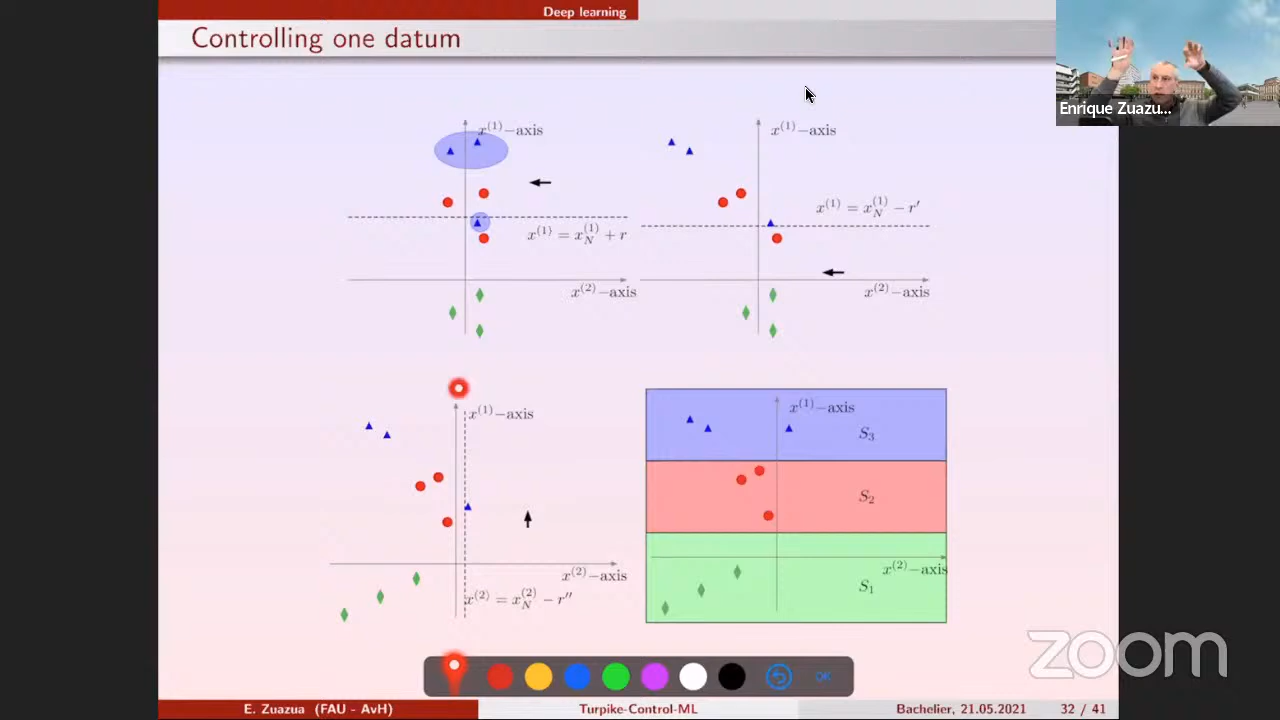 Deep learning
Controlling one datum
Enrique Zuazu...
x^{(1)}-axis
x^{(1)} = x_N^{(1)} + r
x^{(2)}-axis
x^{(1)}-axis
x^{(1)} = x_N^{(1)} - r'
x^{(2)}-axis
x^{(1)}-axis
x^{(2)}-axis
x^{(2)} = x_N^{(2)} - r''
x^{(1)}-axis
S_3
S_2
x^{(2)}-axis
S_1
OK
zoom
E. Zuazua (FAU - AvH)
Turpike-Control-ML
Bachelier, 21.05.2021
32 / 41